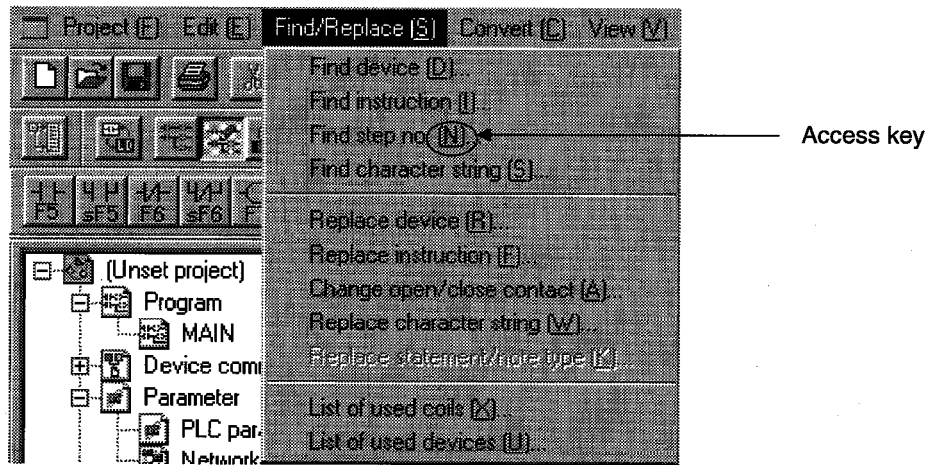 Project (F) Edit (E) Find/Replace (S) Convert (C) View (V)
Find device (D)...
Find instruction (I)...
Find step no. (N)...
Access key
Find character string (S)...
F5 sF5 F6 sF6 F
Replace device (R)...
Replace instruction (F)...
(Unset project)
Change open/close contact (A)...
Program
Replace character string (W)...
MAIN
Replace statement/note type (K)...
Device com
Parameter
List of used coils (X)...
PLC par
List of used devices (U)...
Network